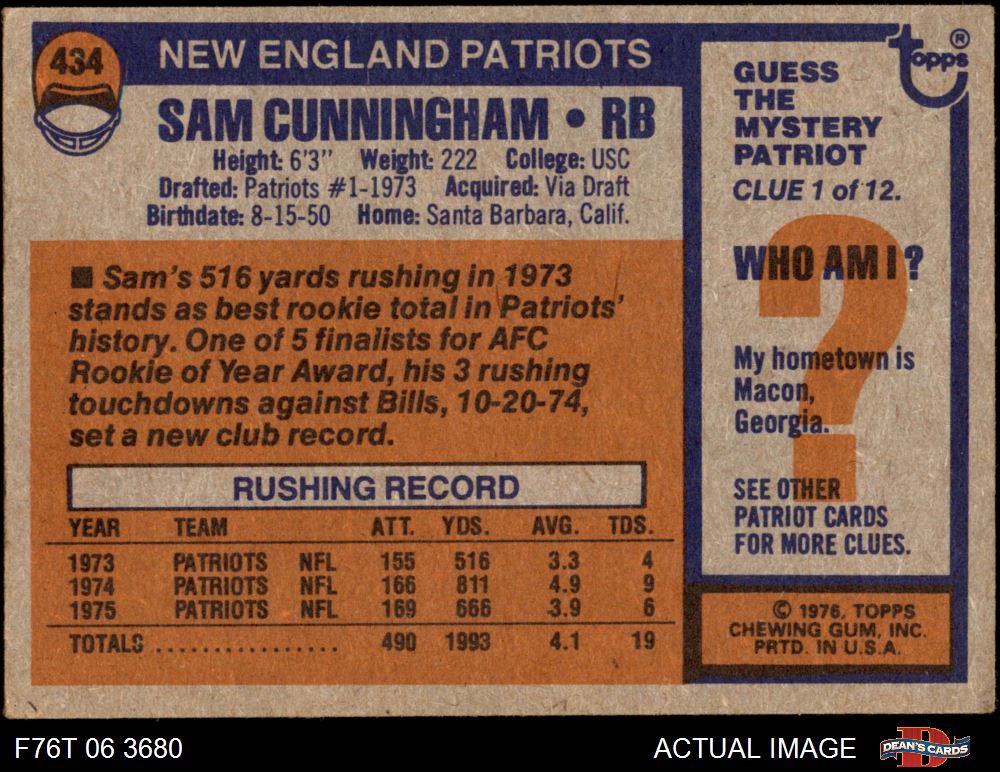 434
NEW ENGLAND PATRIOTS
SAM CUNNINGHAM • RB
Height: 6'3" Weight: 222 College: USC
Drafted: Patriots #1-1973 Acquired: Via Draft
Birthdate: 8-15-50 Home: Santa Barbara, Calif.
■ Sam's 516 yards rushing in 1973
stands as best rookie total in Patriots'
history. One of 5 finalists for AFC
Rookie of Year Award, his 3 rushing
touchdowns against Bills, 10-20-74,
set a new club record.
RUSHING RECORD
YEAR TEAM ATT. YDS. AVG. TDS.
1973 PATRIOTS NFL 155 516 3.3 4
1974 PATRIOTS NFL 166 811 4.9 9
1975 PATRIOTS NFL 169 666 3.9 6
TOTALS ................ 490 1993 4.1 19
topps®
GUESS
THE
MYSTERY
PATRIOT
CLUE 1 of 12.
?
WHO AM I?
My hometown is
Macon,
Georgia.
SEE OTHER
PATRIOT CARDS
FOR MORE CLUES.
© 1976, TOPPS
CHEWING GUM, INC.
PRTD. IN U.S.A.
F76T 06 3680
ACTUAL IMAGE
DEAN'S CARDS